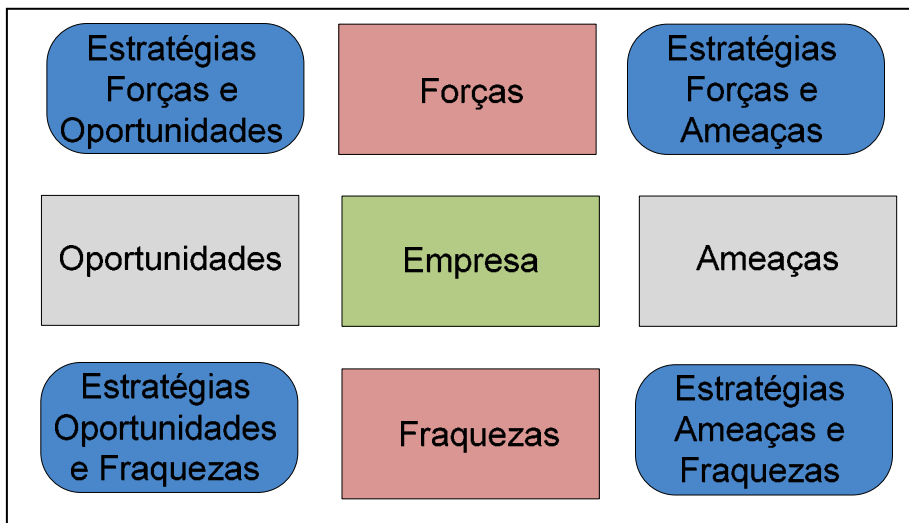 Estratégias
Forças e
Oportunidades
Forças
Estratégias
Forças e
Ameaças
Oportunidades
Empresa
Ameaças
Estratégias
Oportunidades
e Fraquezas
Fraquezas
Estratégias
Ameaças e
Fraquezas